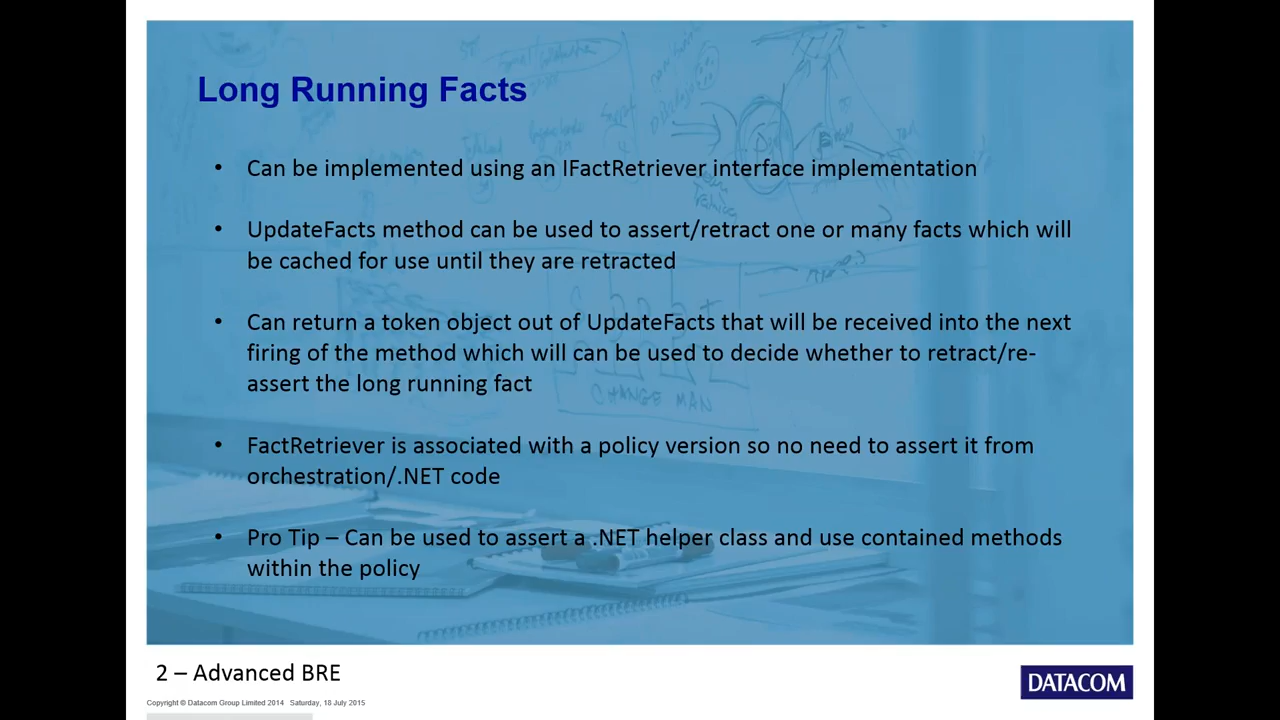 Long Running Facts
• Can be implemented using an IFactRetriever interface implementation
• UpdateFacts method can be used to assert/retract one or many facts which will
be cached for use until they are retracted
• Can return a token object out of UpdateFacts that will be received into the next
firing of the method which will can be used to decide whether to retract/re-
assert the long running fact
CHANGE MAN
• FactRetriever is associated with a policy version so no need to assert it from
orchestration/.NET code
• Pro Tip – Can be used to assert a .NET helper class and use contained methods
within the policy
2 – Advanced BRE
DATACOM
Copyright © Datacom Group Limited 2014 Saturday, 18 July 2015